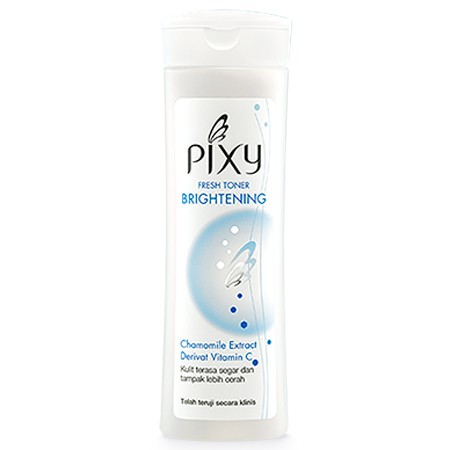 PIXY
FRESH TONER
BRIGHTENING
Chamomile Extract
Derivat Vitamin C
Kulit terasa segar dan
tampak lebih cerah
Telah teruji secara klinis